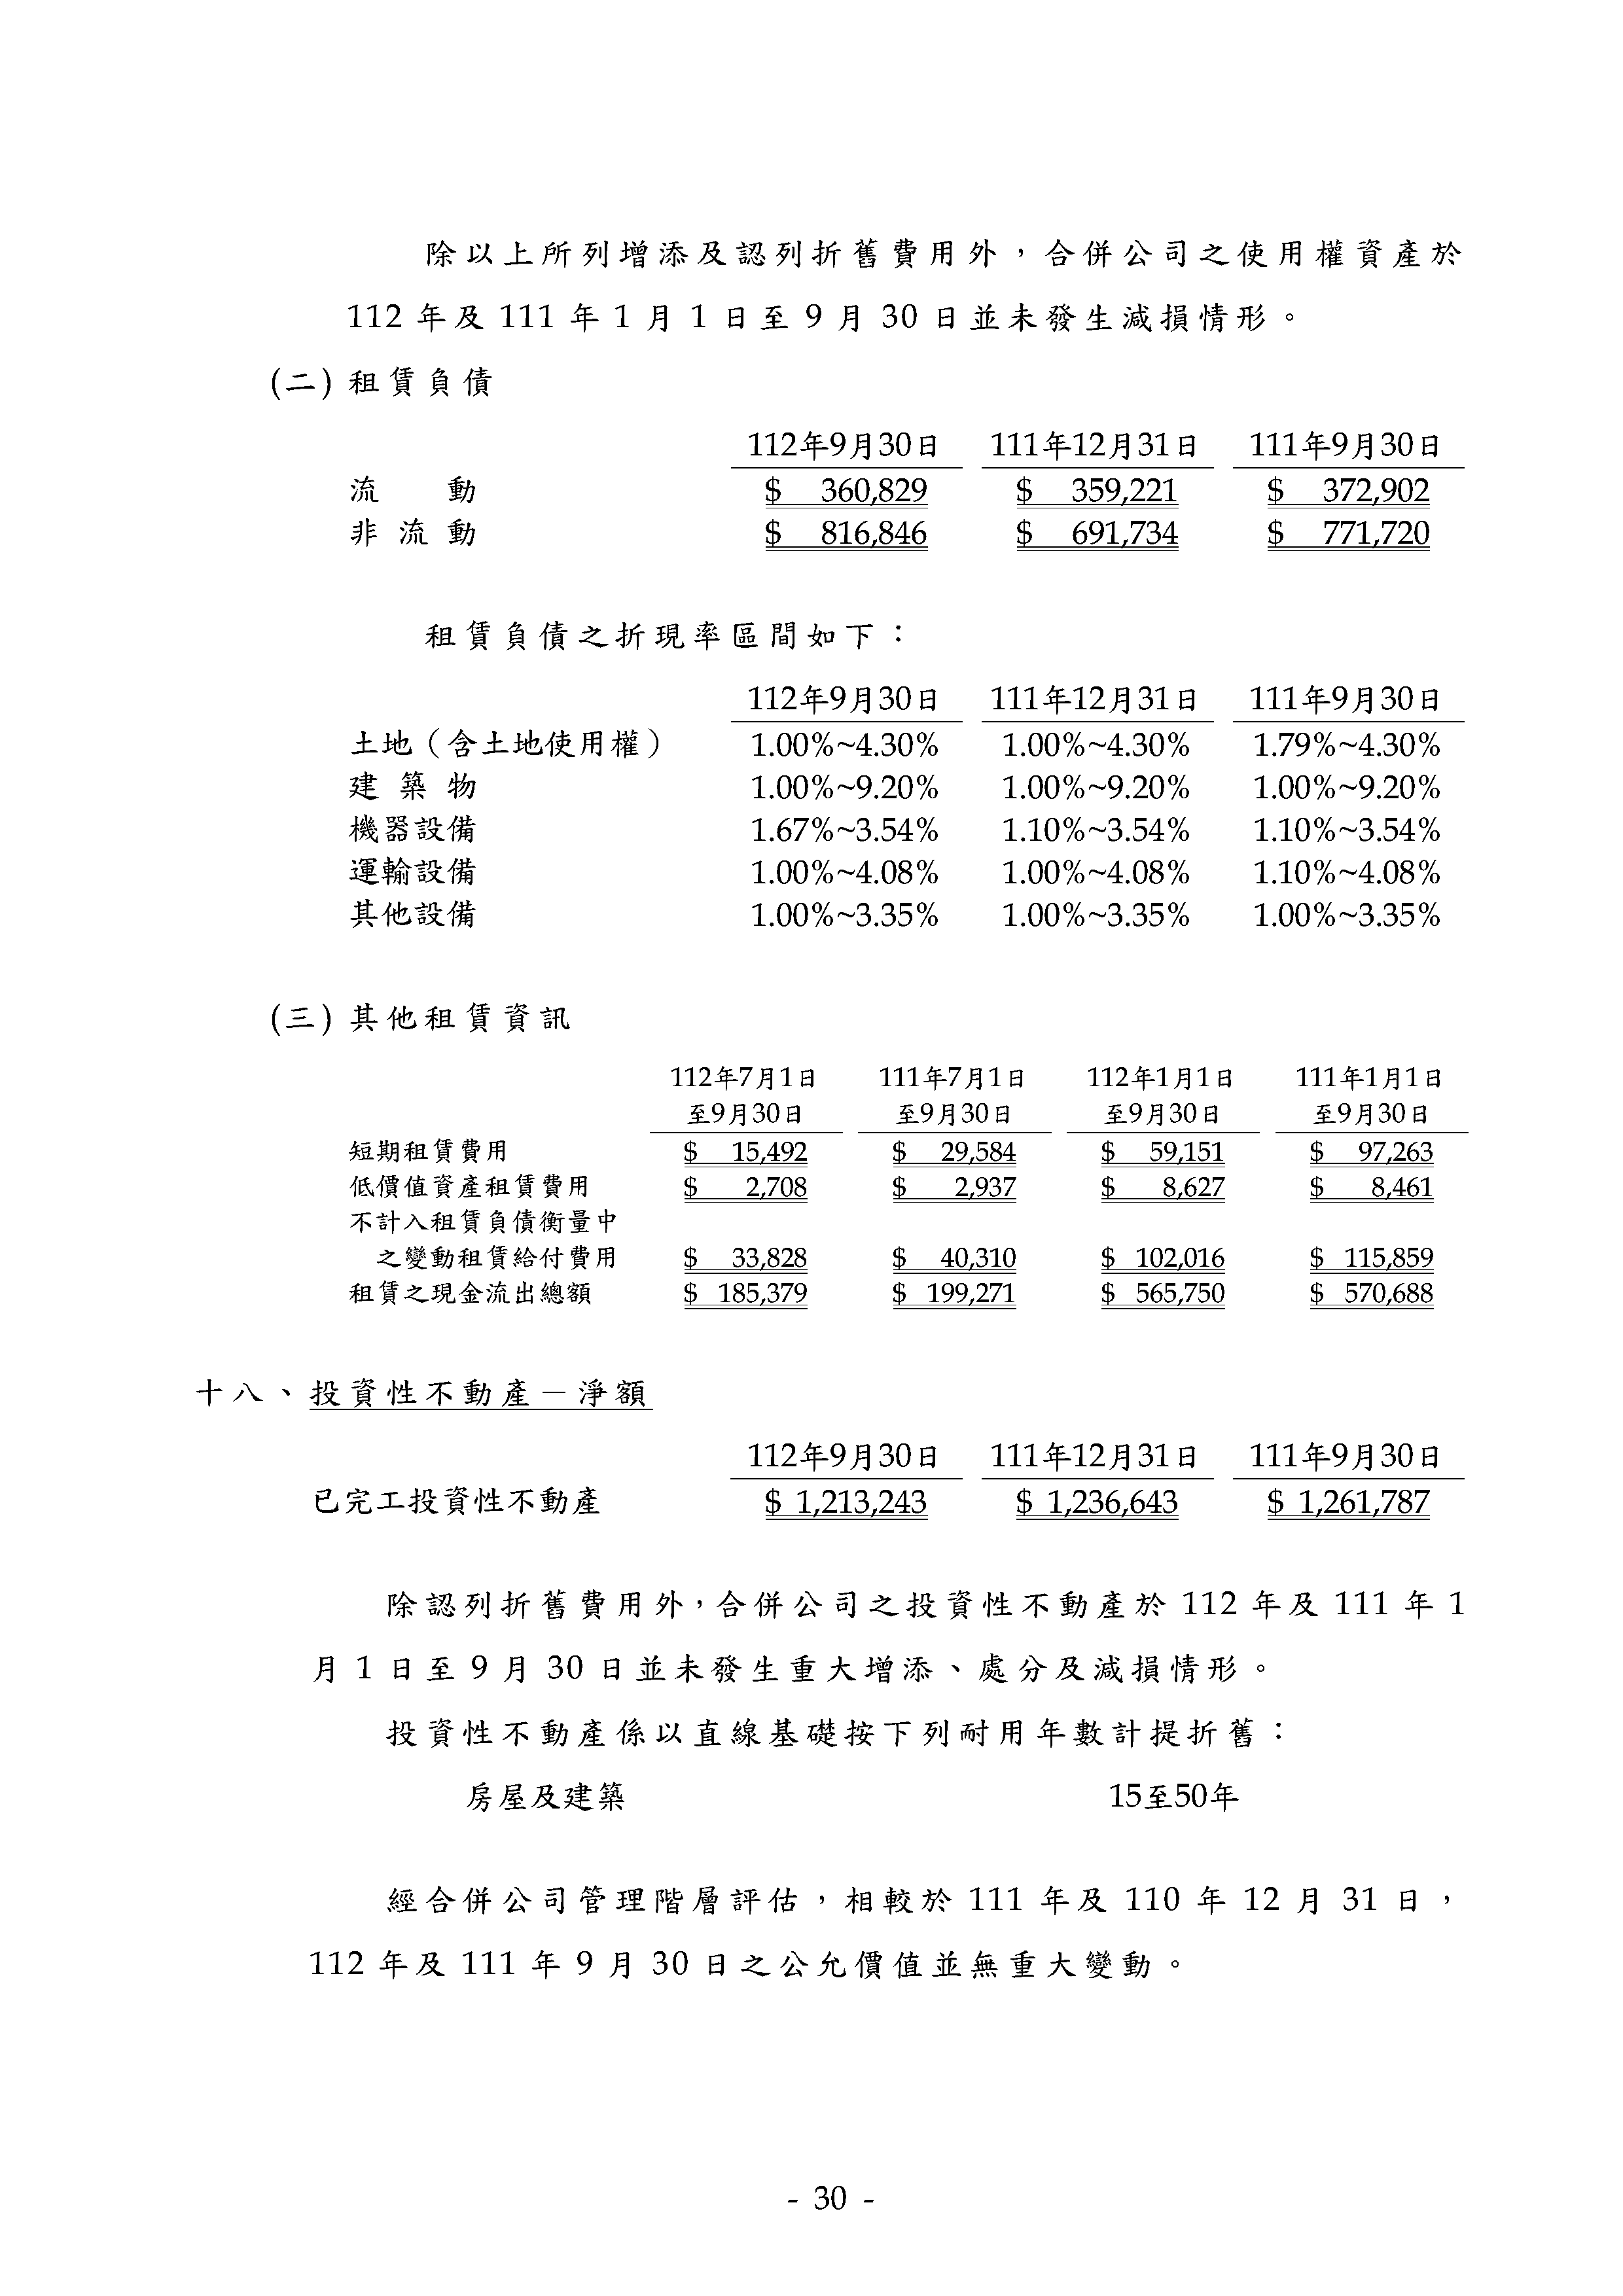 除以上所列增添及認列折舊費用外，合併公司之使用權資產於
112 年及 111 年 1 月 1 日至 9 月 30 日並未發生減損情形。
(二) 租賃負債
112年9月30日 111年12月31日 111年9月30日
流動 $ 360,829 $ 359,221 $ 372,902
非流動 $ 816,846 $ 691,734 $ 771,720
租賃負債之折現率區間如下：
112年9月30日 111年12月31日 111年9月30日
土地（含土地使用權） 1.00%~4.30% 1.00%~4.30% 1.79%~4.30%
建築物 1.00%~9.20% 1.00%~9.20% 1.00%~9.20%
機器設備 1.67%~3.54% 1.10%~3.54% 1.10%~3.54%
運輸設備 1.00%~4.08% 1.00%~4.08% 1.10%~4.08%
其他設備 1.00%~3.35% 1.00%~3.35% 1.00%~3.35%
(三) 其他租賃資訊
112年7月1日 111年7月1日 112年1月1日 111年1月1日
至9月30日 至9月30日 至9月30日 至9月30日
短期租賃費用 $ 15,492 $ 29,584 $ 59,151 $ 97,263
低價值資產租賃費用 $ 2,708 $ 2,937 $ 8,627 $ 8,461
不計入租賃負債衡量中
之變動租賃給付費用 $ 33,828 $ 40,310 $ 102,016 $ 115,859
租賃之現金流出總額 $ 185,379 $ 199,271 $ 565,750 $ 570,688
十八、投資性不動產－淨額
112年9月30日 111年12月31日 111年9月30日
已完工投資性不動產 $ 1,213,243 $ 1,236,643 $ 1,261,787
除認列折舊費用外，合併公司之投資性不動產於 112 年及 111 年 1
月 1 日至 9 月 30 日並未發生重大增添、處分及減損情形。
投資性不動產係以直線基礎按下列耐用年數計提折舊：
房屋及建築 15至50年
經合併公司管理階層評估，相較於 111 年及 110 年 12 月 31 日，
112 年及 111 年 9 月 30 日之公允價值並無重大變動。
- 30 -